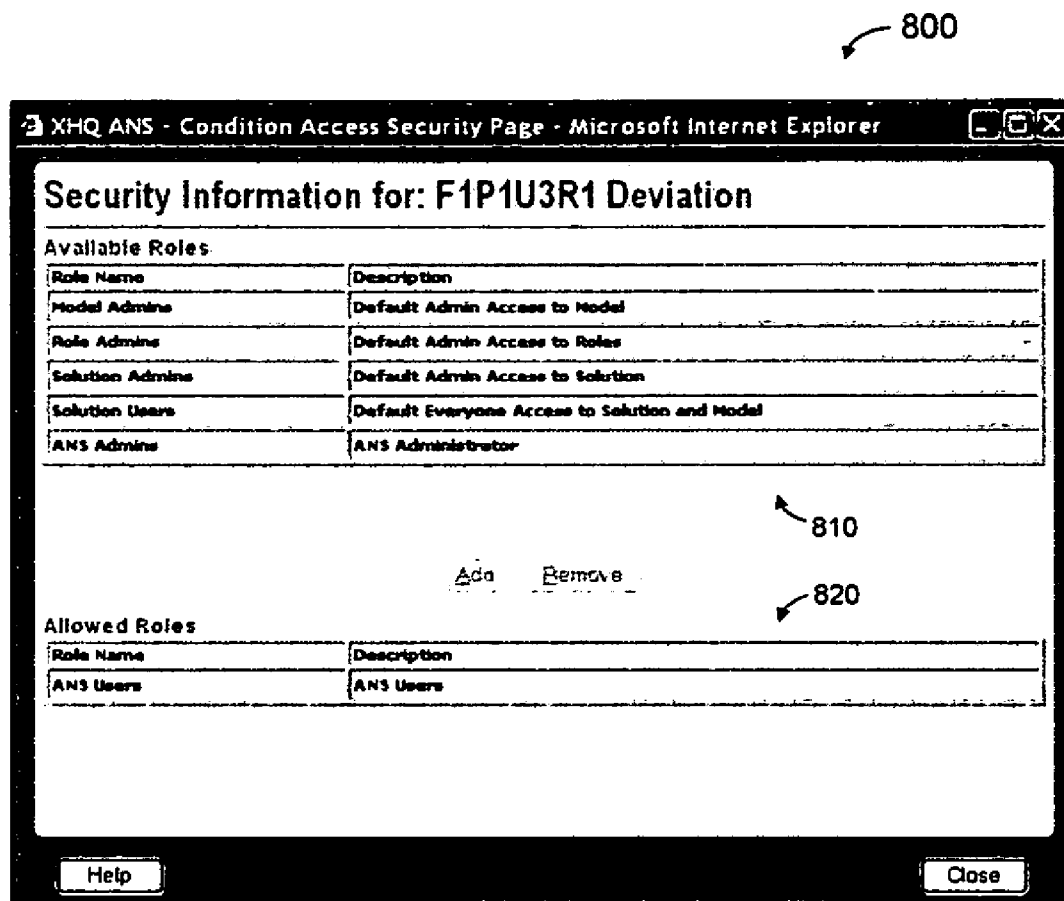 800
XHQ ANS - Condition Access Security Page - Microsoft Internet Explorer
Security Information for: F1P1U3R1 Deviation
Available Roles
Role Name Description
Model Admins Default Admin Access to Model
Role Admins Default Admin Access to Roles
Solution Admins Default Admin Access to Solution
Solution Users Default Everyone Access to Solution and Model
ANS Admins ANS Administrator
810
Add Remove
820
Allowed Roles
Role Name Description
ANS Users ANS Users
Help Close